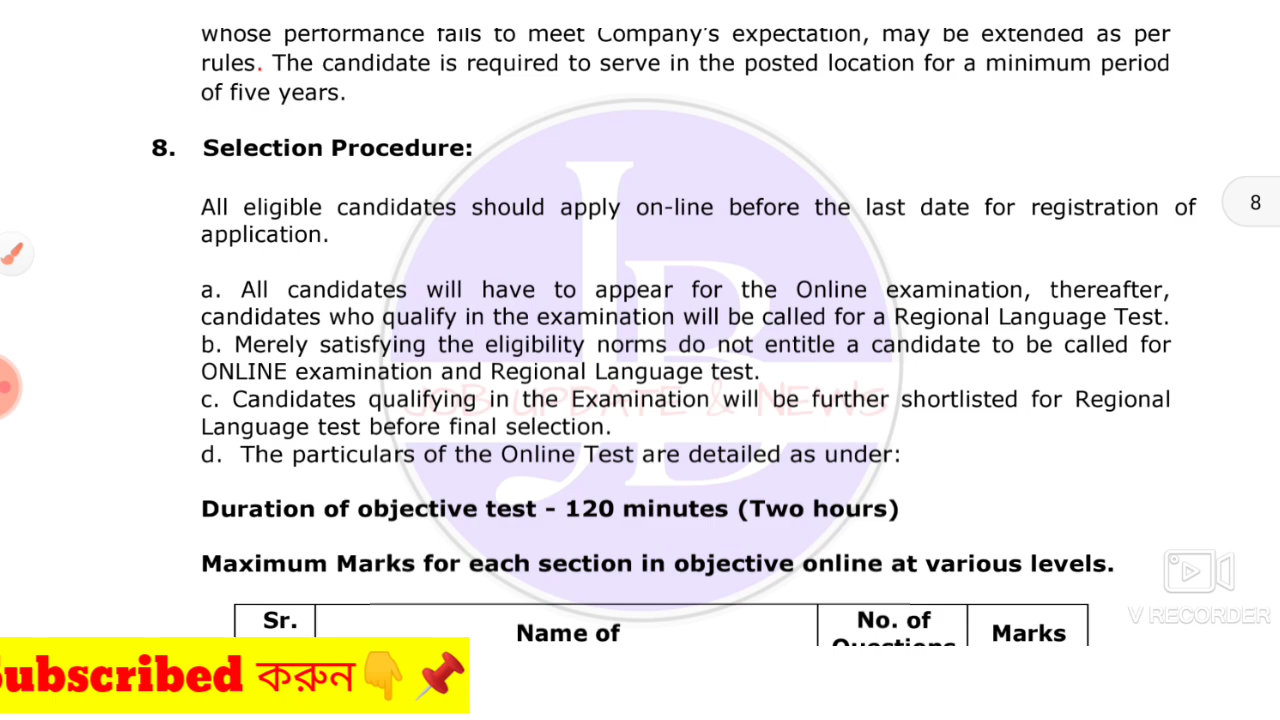 whose performance fails to meet Company's expectation, may be extended as per
rules. The candidate is required to serve in the posted location for a minimum period
of five years.
8. Selection Procedure:
All eligible candidates should apply on-line before the last date for registration of
application.
8
a. All candidates will have to appear for the Online examination, thereafter,
candidates who qualify in the examination will be called for a Regional Language Test.
b. Merely satisfying the eligibility norms do not entitle a candidate to be called for
ONLINE examination and Regional Language test.
c. Candidates qualifying in the Examination will be further shortlisted for Regional
Language test before final selection.
d. The particulars of the Online Test are detailed as under:
JOB UPDATE & NEWS
Duration of objective test - 120 minutes (Two hours)
Maximum Marks for each section in objective online at various levels.
Sr. Name of No. of Questions Marks
V RECORDER
Subscribed করুন👇📌